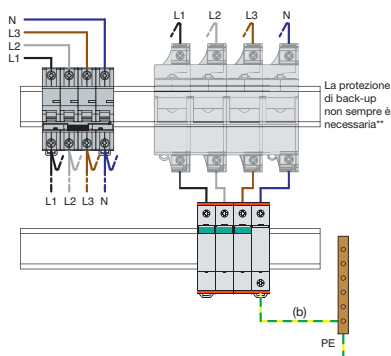 N
L3
L2
L1
L1 L2 L3 N
La protezione
di back-up
non sempre è
necessaria**
L1 L2 L3 N
(b)
PE